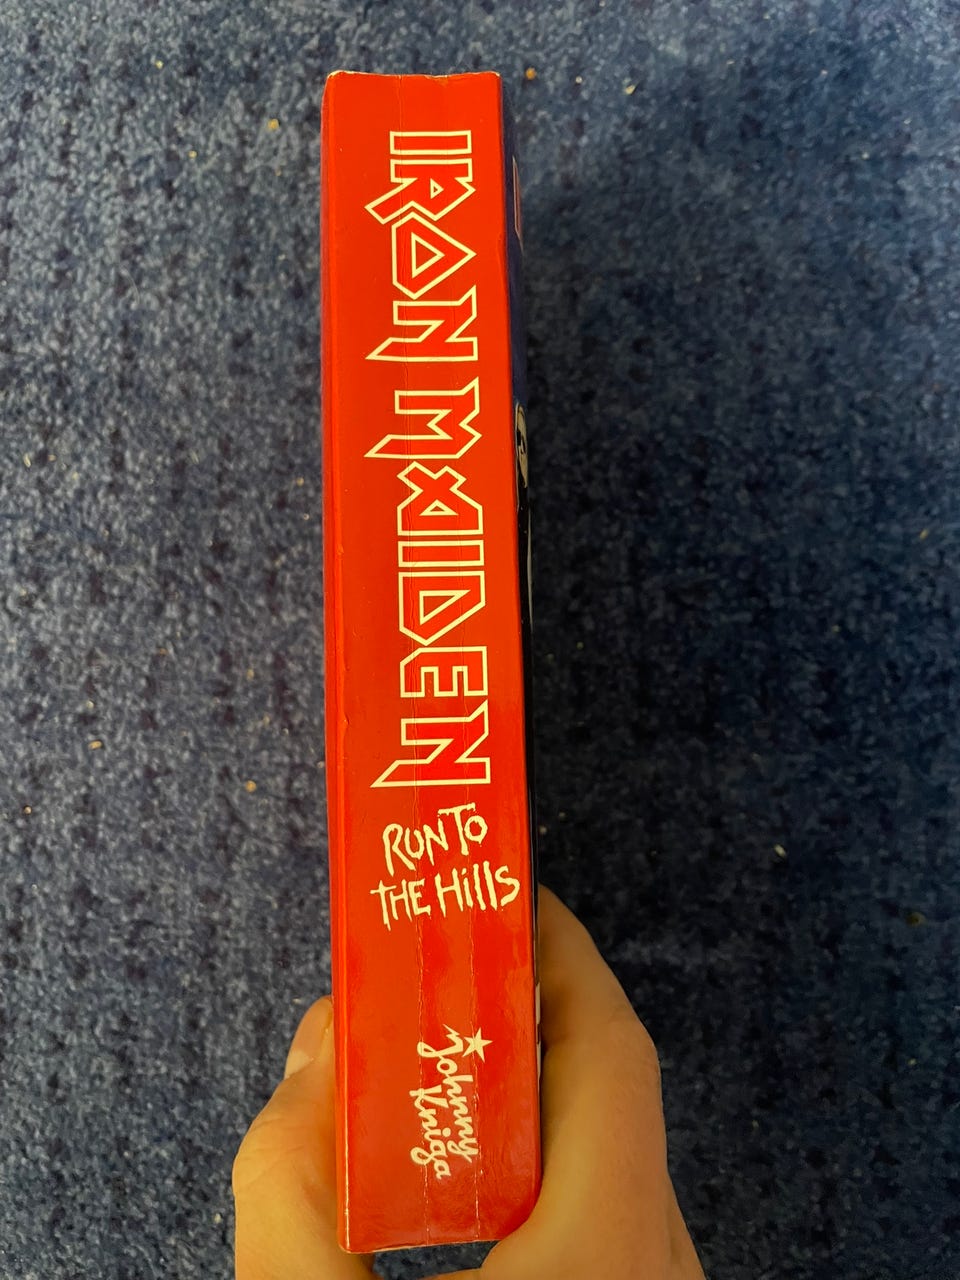 IRON MAIDEN
RUN TO
THE HillS
Johnny
Kniga